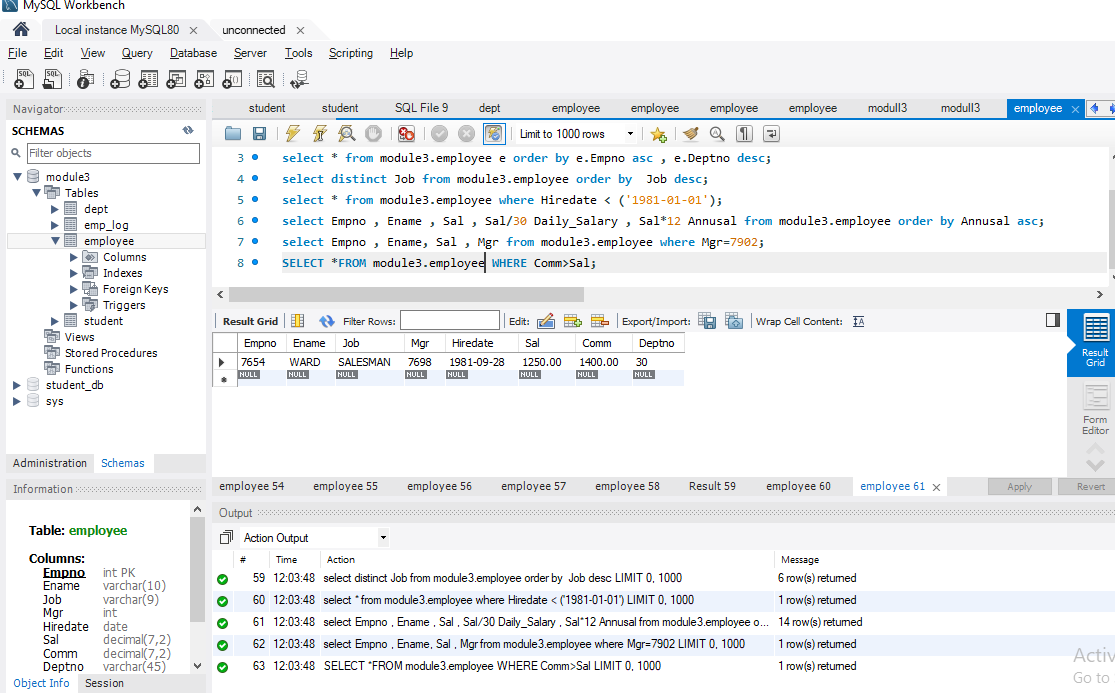 MySQL Workbench
Local instance MySQL80 × unconnected ×
File Edit View Query Database Server Tools Scripting Help
Navigator
SCHEMAS
Filter objects
module3
Tables
dept
emp_log
employee
Columns
Indexes
Foreign Keys
Triggers
student
Views
Stored Procedures
Functions
student_db
sys
Administration Schemas
Information
Table: employee
Columns:
Empno int PK
Ename varchar(10)
Job varchar(9)
Mgr int
Hiredate date
Sal decimal(7,2)
Comm decimal(7,2)
Deptno varchar(45)
Object Info Session
student student SQL File 9 dept employee employee employee employee modull3 modull3 employee ×
Limit to 1000 rows
3 select * from module3.employee e order by e.Empno asc , e.Deptno desc;
4 select distinct Job from module3.employee order by  Job desc;
5 select * from module3.employee where Hiredate < ('1981-01-01');
6 select Empno , Ename , Sal , Sal/30 Daily_Salary , Sal*12 Annusal from module3.employee order by Annusal asc;
7 select Empno , Ename, Sal , Mgr from module3.employee where Mgr=7902;
8 SELECT *FROM module3.employee WHERE Comm>Sal;
Result Grid Filter Rows: Edit: Export/Import: Wrap Cell Content:
Empno Ename Job Mgr Hiredate Sal Comm Deptno
7654 WARD SALESMAN 7698 1981-09-28 1250.00 1400.00 30
NULL NULL NULL NULL NULL NULL NULL NULL
Result
Grid
Form
Editor
employee 54 employee 55 employee 56 employee 57 employee 58 Result 59 employee 60 employee 61 × Apply Revert
Output
Action Output
# Time Action Message
59 12:03:48 select distinct Job from module3.employee order by  Job desc LIMIT 0, 1000 6 row(s) returned
60 12:03:48 select * from module3.employee where Hiredate < ('1981-01-01') LIMIT 0, 1000 1 row(s) returned
61 12:03:48 select Empno , Ename , Sal , Sal/30 Daily_Salary , Sal*12 Annusal from module3.employee o... 14 row(s) returned
62 12:03:48 select Empno , Ename, Sal , Mgr from module3.employee where Mgr=7902 LIMIT 0, 1000 1 row(s) returned
63 12:03:48 SELECT *FROM module3.employee WHERE Comm>Sal LIMIT 0, 1000 1 row(s) returned
Activ
Go to